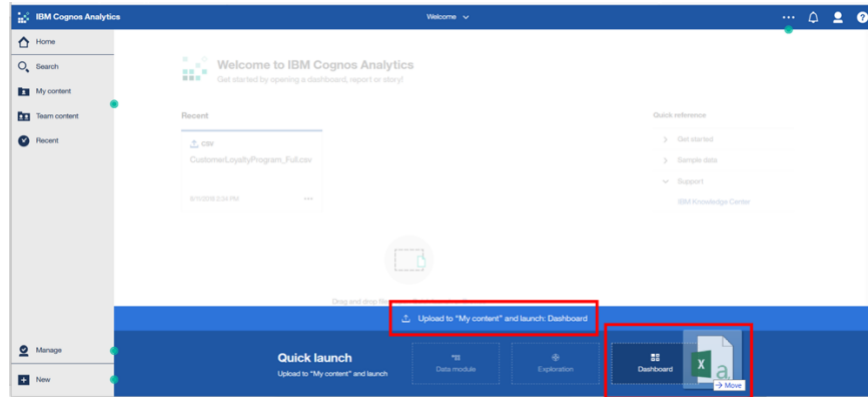 IBM Cognos Analytics
Welcome
Home
Search
My content
Team content
Recent
Manage
New
Welcome to IBM Cognos Analytics
Get started by opening a dashboard, report or story!
Recent
CSV
CustomerLoyaltyProgram_Full.csv
Quick reference
Get started
Sample data
Support
IBM Knowledge Center
Drag and drop
Upload to "My content" and launch: Dashboard
Quick launch
Upload to "My content" and launch
Data module
Exploration
Dashboard
X a
→ Move